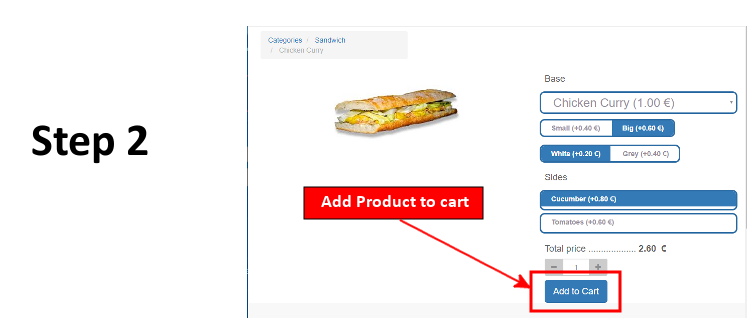 Step 2
Categories / Sandwich
/ Chicken Curry
Base
Chicken Curry (1.00 €)
Small (+0.40 €) Big (+0.60 €)
White (+0.20 €) Grey (+0.40 €)
Sides
Cucumber (+0.80 €)
Tomatoes (+0.60 €)
Add Product to cart
Total price ................... 2.60 €
− 1 +
Add to Cart